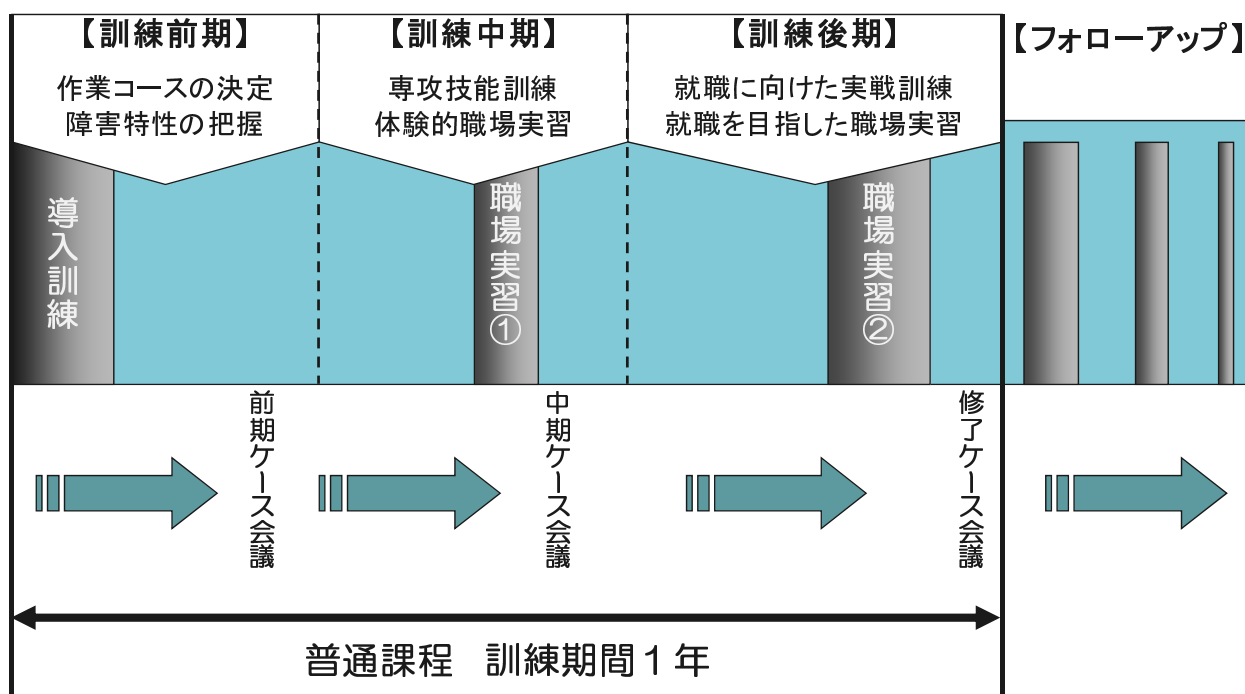 【訓練前期】
作業コースの決定
障害特性の把握
【訓練中期】
専攻技能訓練
体験的職場実習
【訓練後期】
就職に向けた実戦訓練
就職を目指した職場実習
【フォローアップ】
導入訓練
職場実習①
職場実習②
前期ケース会議
中期ケース会議
修了ケース会議
普通課程 訓練期間1年